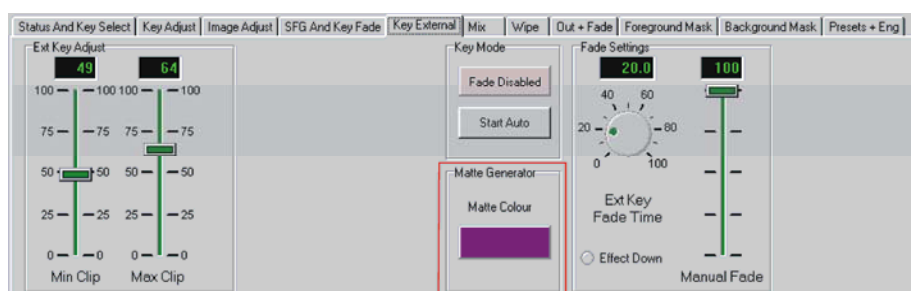 Status And Key Select Key Adjust Image Adjust SFG And Key Fade Key External Mix Wipe Out + Fade Foreground Mask Background Mask Presets + Eng
Ext Key Adjust
49 64
100 100 100 100
75 75 75 75
50 50 50 50
25 25 25 25
0 0 0 0
Min Clip Max Clip
Key Mode
Fade Disabled
Start Auto
Matte Generator
Matte Colour
Fade Settings
20.0 100
40 60
20 80
0 100
Ext Key
Fade Time
Effect Down
Manual Fade